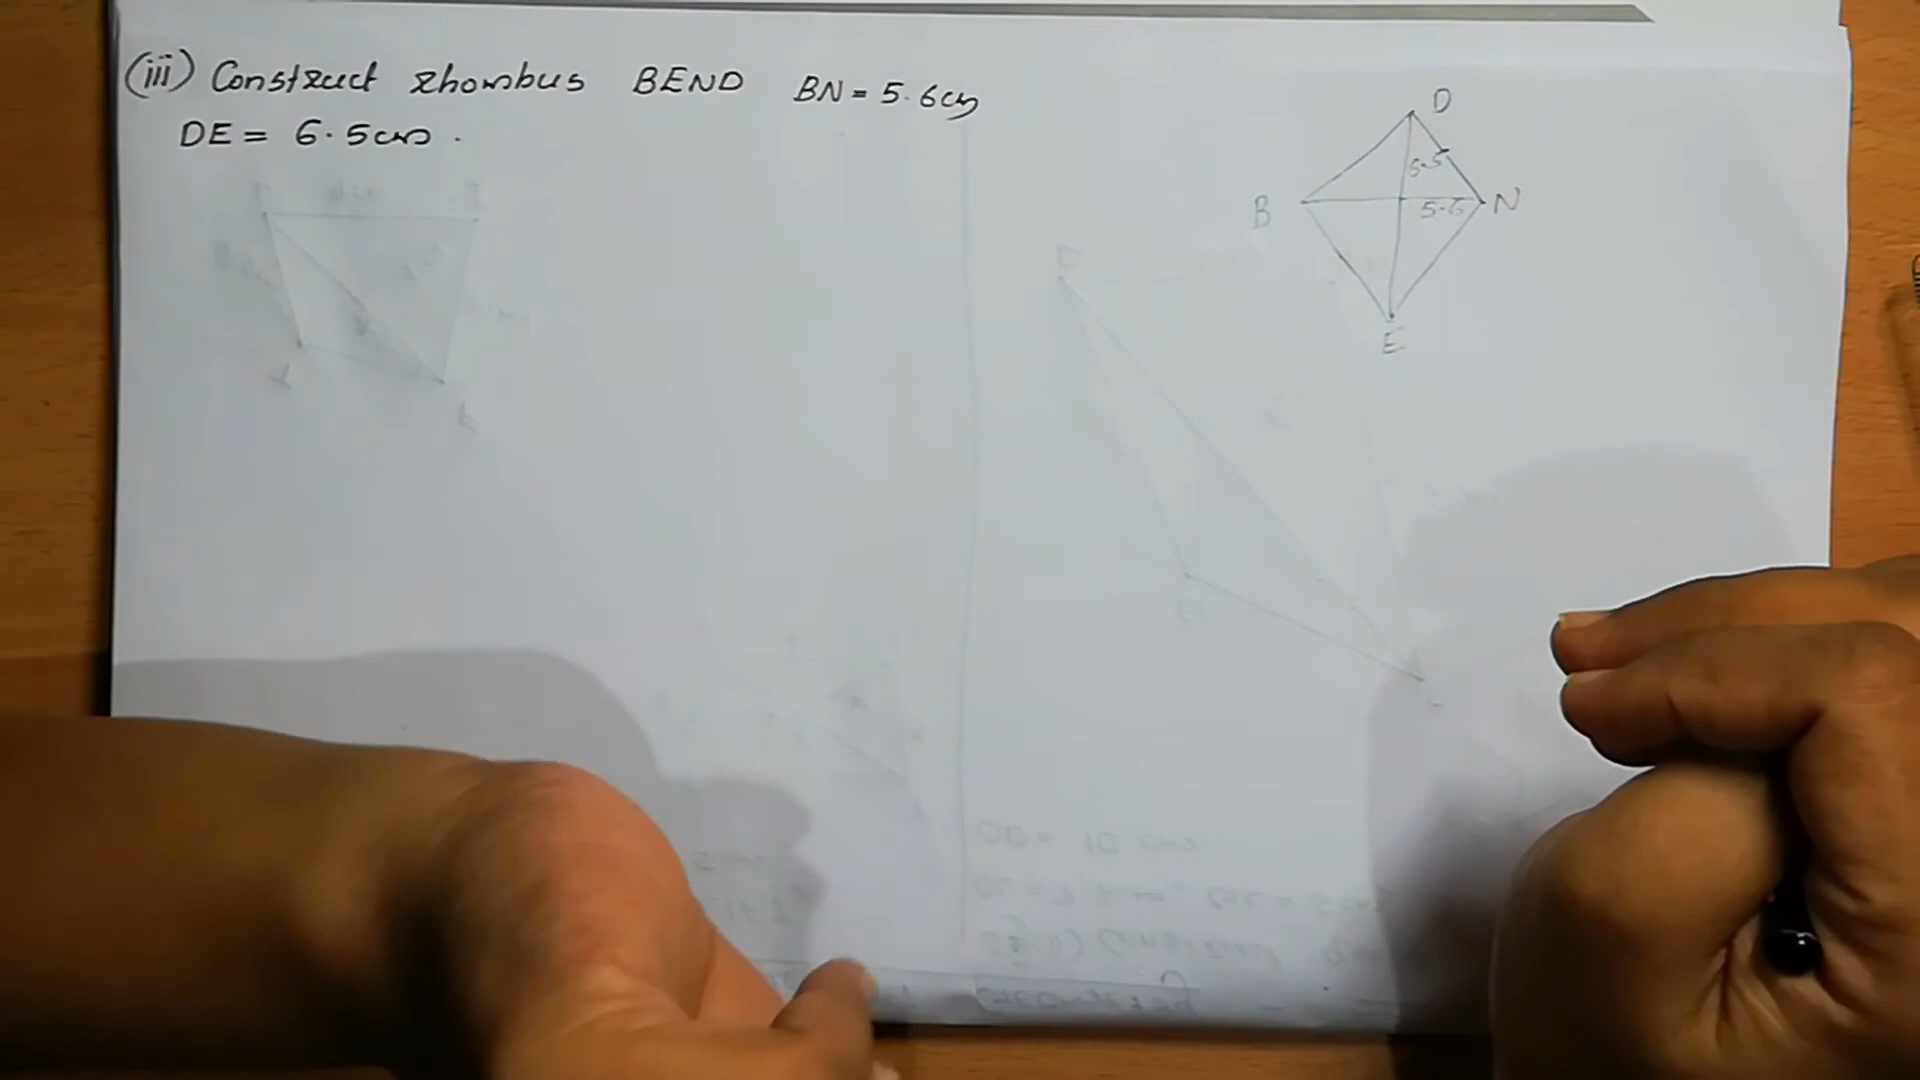 (iii) Construct rhombus BEND BN = 5.6cm
DE = 6.5cm.
D
6.5
B
5.6
N
E